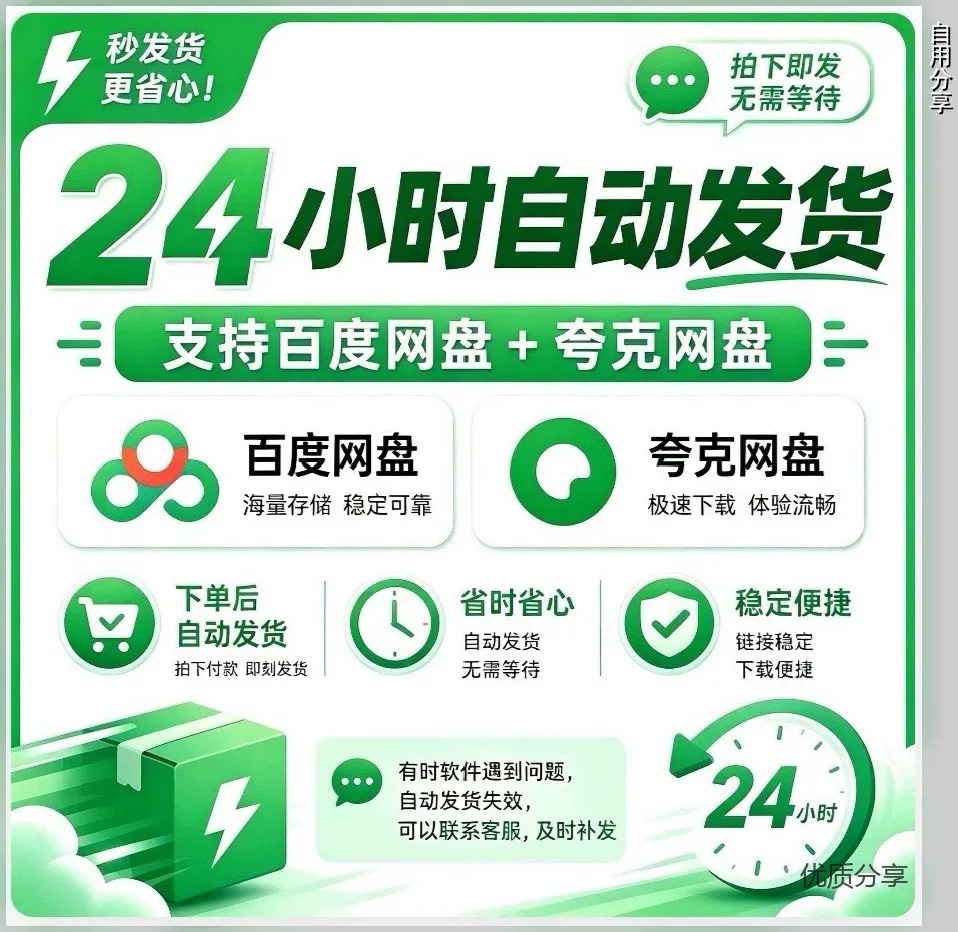 秒发货
更省心！
拍下即发
无需等待
自用分享
24小时自动发货
支持百度网盘+夸克网盘
百度网盘
海量存储 稳定可靠
夸克网盘
极速下载 体验流畅
下单后
自动发货
拍下付款 即刻发货
省时省心
自动发货
无需等待
稳定便捷
链接稳定
下载便捷
有时软件遇到问题，
自动发货失效，
可以联系客服，及时补发
24小时
优质分享